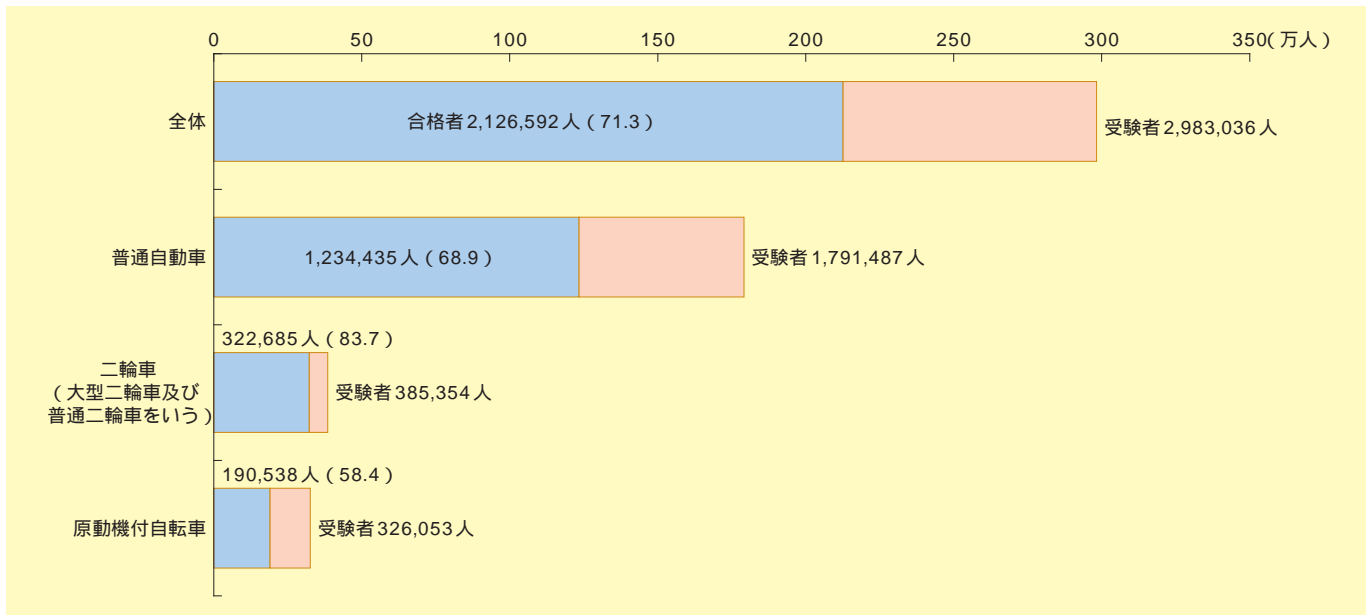 0 50 100 150 200 250 300 350(万人)
全体
合格者2,126,592人(71.3)
受験者2,983,036人
普通自動車
1,234,435人(68.9)
受験者1,791,487人
322,685人(83.7)
二輪車
(大型二輪車及び
普通二輪車をいう)
受験者385,354人
190,538人(58.4)
原動機付自転車
受験者326,053人